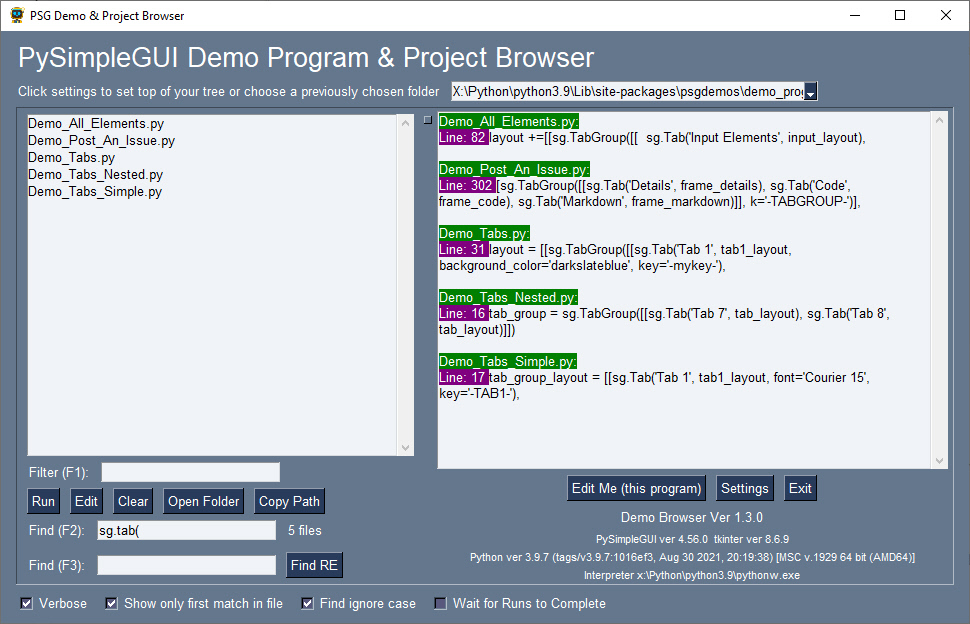 PSG Demo & Project Browser
PySimpleGUI Demo Program & Project Browser
Click settings to set top of your tree or choose a previously chosen folder
X:\Python\python3.9\Lib\site-packages\psgdemos\demo_prog
Demo_All_Elements.py
Demo_Post_An_Issue.py
Demo_Tabs.py
Demo_Tabs_Nested.py
Demo_Tabs_Simple.py
Demo_All_Elements.py:
Line: 82 layout +=[[sg.TabGroup([[  sg.Tab('Input Elements', input_layout),
Demo_Post_An_Issue.py:
Line: 302 [sg.TabGroup([[sg.Tab('Details', frame_details), sg.Tab('Code',
frame_code), sg.Tab('Markdown', frame_markdown)]], k='-TABGROUP-')],
Demo_Tabs.py:
Line: 31 layout = [[sg.TabGroup([[sg.Tab('Tab 1', tab1_layout,
background_color='darkslateblue', key='-mykey-'),
Demo_Tabs_Nested.py:
Line: 16 tab_group = sg.TabGroup([[sg.Tab('Tab 7', tab_layout), sg.Tab('Tab 8',
tab_layout)]])
Demo_Tabs_Simple.py:
Line: 17 tab_group_layout = [[sg.Tab('Tab 1', tab1_layout, font='Courier 15',
key='-TAB1-'),
Filter (F1):
Run Edit Clear Open Folder Copy Path
Find (F2): sg.tab( 5 files
Find (F3): Find RE
Edit Me (this program) Settings Exit
Demo Browser Ver 1.3.0
PySimpleGUI ver 4.56.0  tkinter ver 8.6.9
Python ver 3.9.7 (tags/v3.9.7:1016ef3, Aug 30 2021, 20:19:38) [MSC v.1929 64 bit (AMD64)]
Interpreter x:\Python\python3.9\pythonw.exe
Verbose Show only first match in file Find ignore case Wait for Runs to Complete